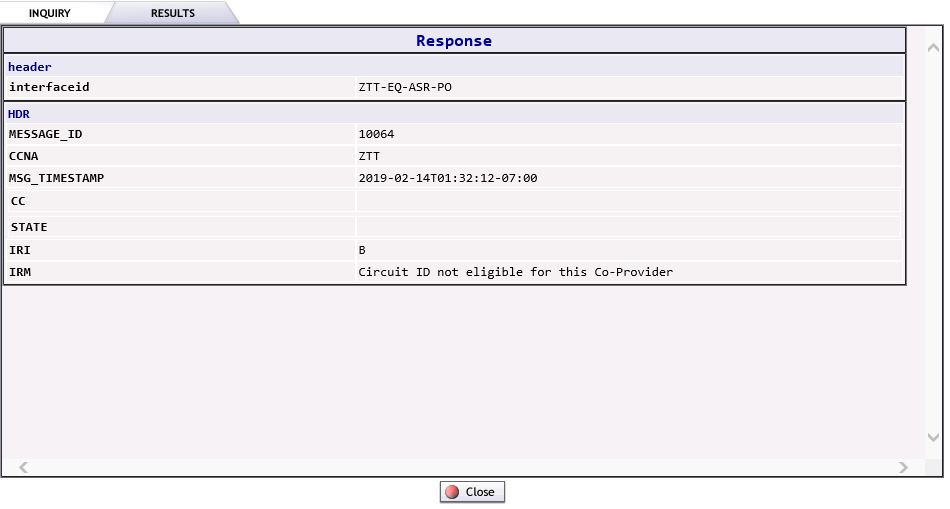 INQUIRY RESULTS
Response
header
interfaceid ZTT-EQ-ASR-PO
HDR
MESSAGE_ID 10064
CCNA ZTT
MSG_TIMESTAMP 2019-02-14T01:32:12-07:00
CC
STATE
IRI B
IRM Circuit ID not eligible for this Co-Provider
Close